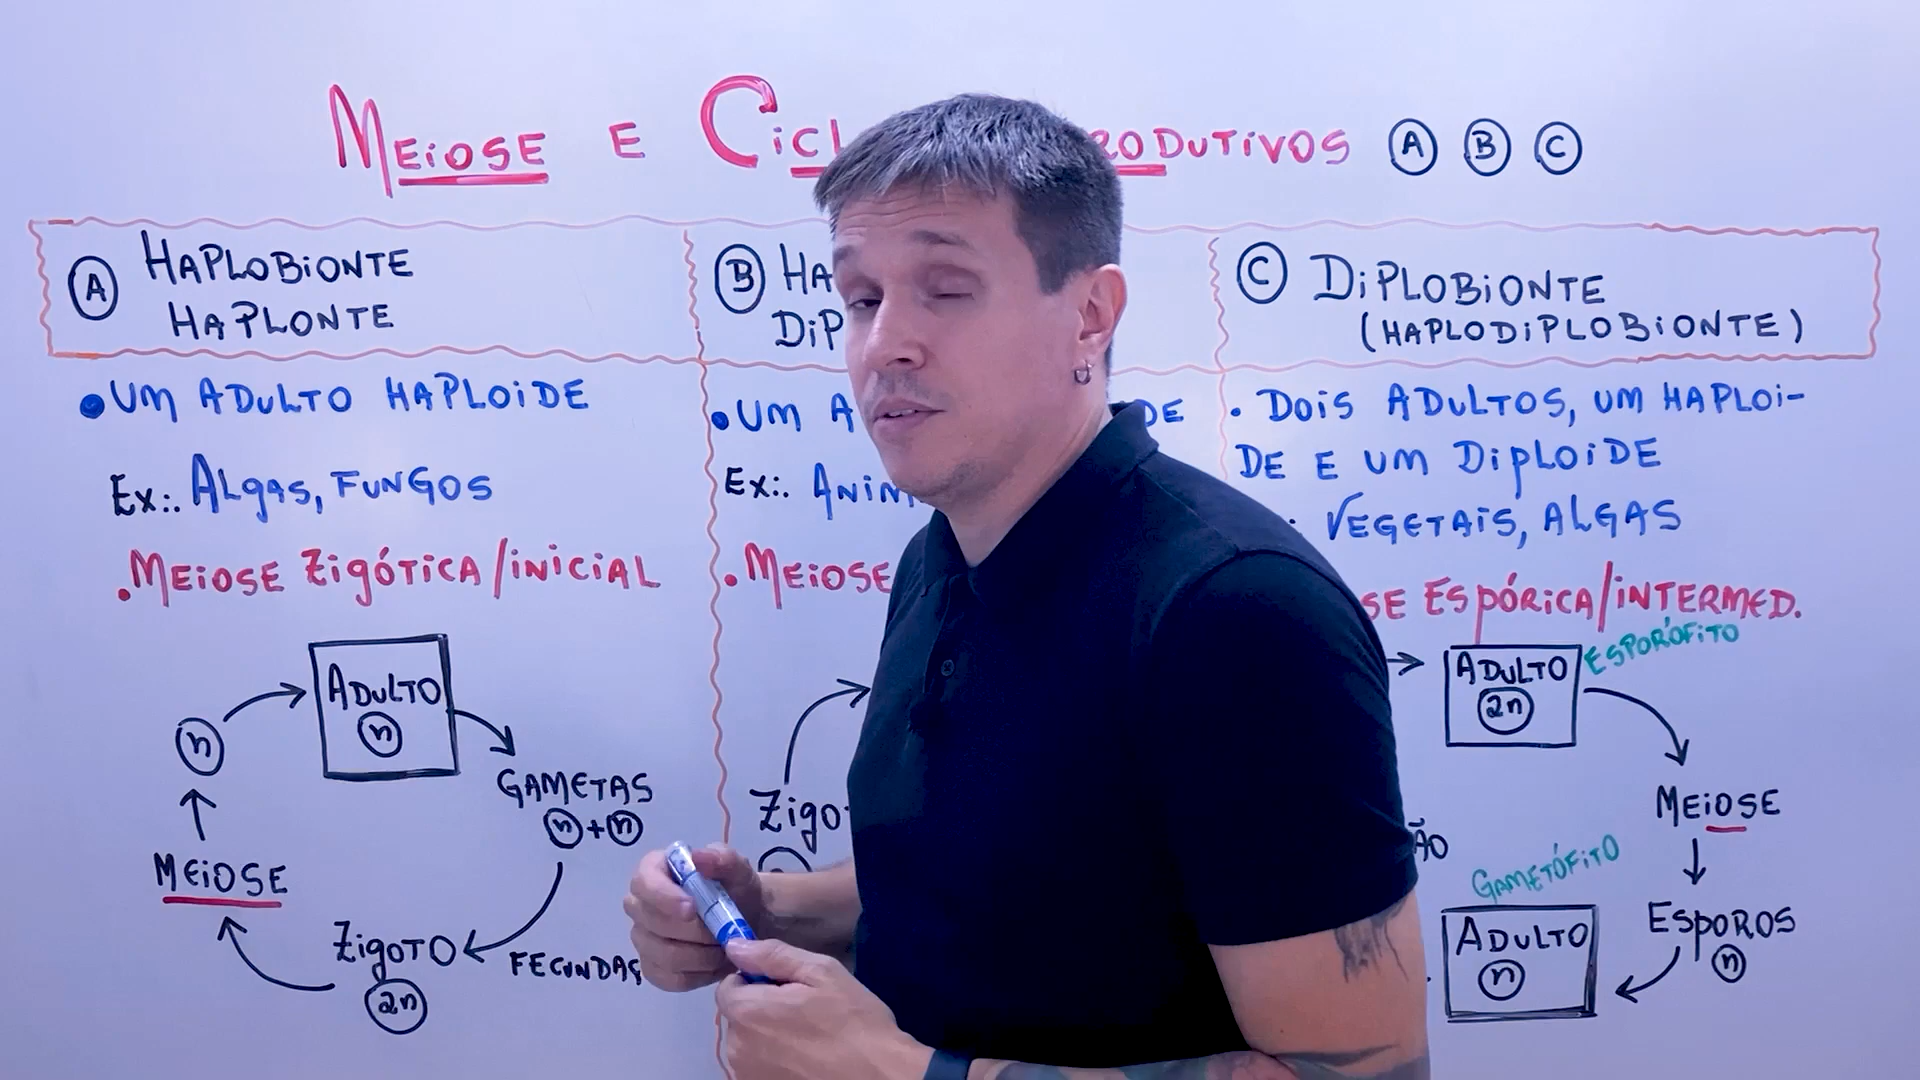 MEIOSE E CICL RODUTIVOS A B C
A HAPLOBIONTE
HAPLONTE
• UM ADULTO HAPLOIDE
Ex:. ALGAS, FUNGOS
• MEIOSE ZIGÓTICA/INICIAL
ADULTO
n
n
GAMETAS
n + n
MEIOSE
ZIGOTO
2n
FECUNDAÇ
B HA
DIP
• UM A DE
Ex:. ANIM
• MEIOSE
ZIGO
C DIPLOBIONTE
(HAPLODIPLOBIONTE)
• DOIS ADULTOS, UM HAPLOI-
DE E UM DIPLOIDE
VEGETAIS, ALGAS
SE ESPÓRICA/INTERMED.
ESPORÓFITO
ADULTO
2n
MEIOSE
ÃO
GAMETÓFITO
ESPOROS
n
ADULTO
n